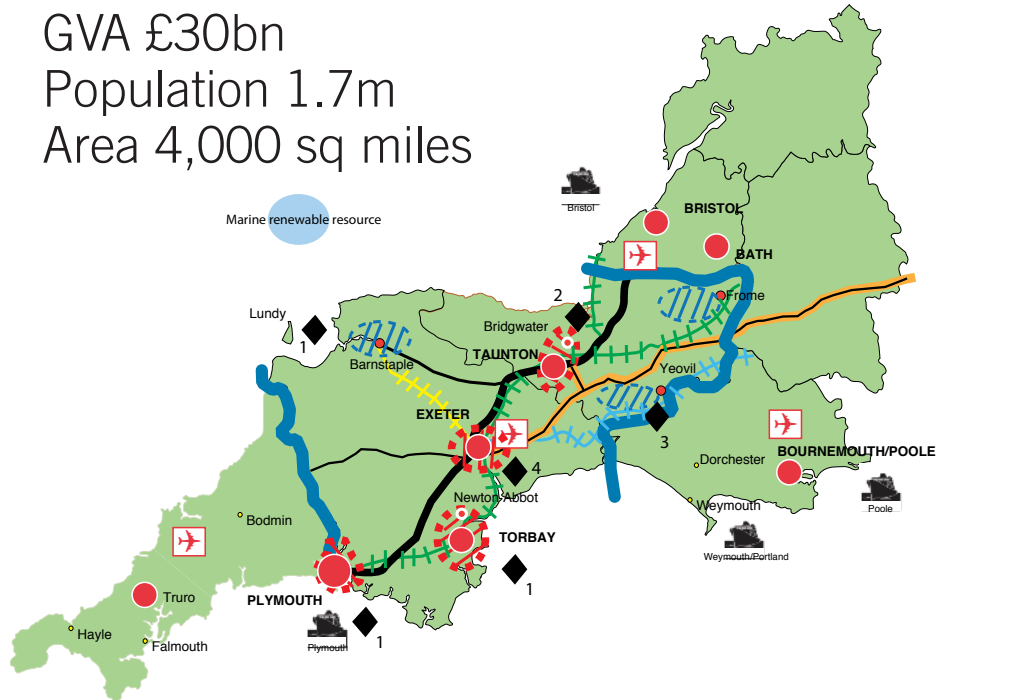 GVA £30bn
Population 1.7m
Area 4,000 sq miles
Marine renewable resource
Bristol
BRISTOL
BATH
Lundy
1
2
Bridgwater
Frome
Barnstaple
TAUNTON
Yeovil
EXETER
3
4
BOURNEMOUTH/POOLE
Dorchester
Newton Abbot
Weymouth
Poole
Bodmin
TORBAY
Weymouth/Portland
1
PLYMOUTH
Truro
Plymouth
1
Hayle
Falmouth